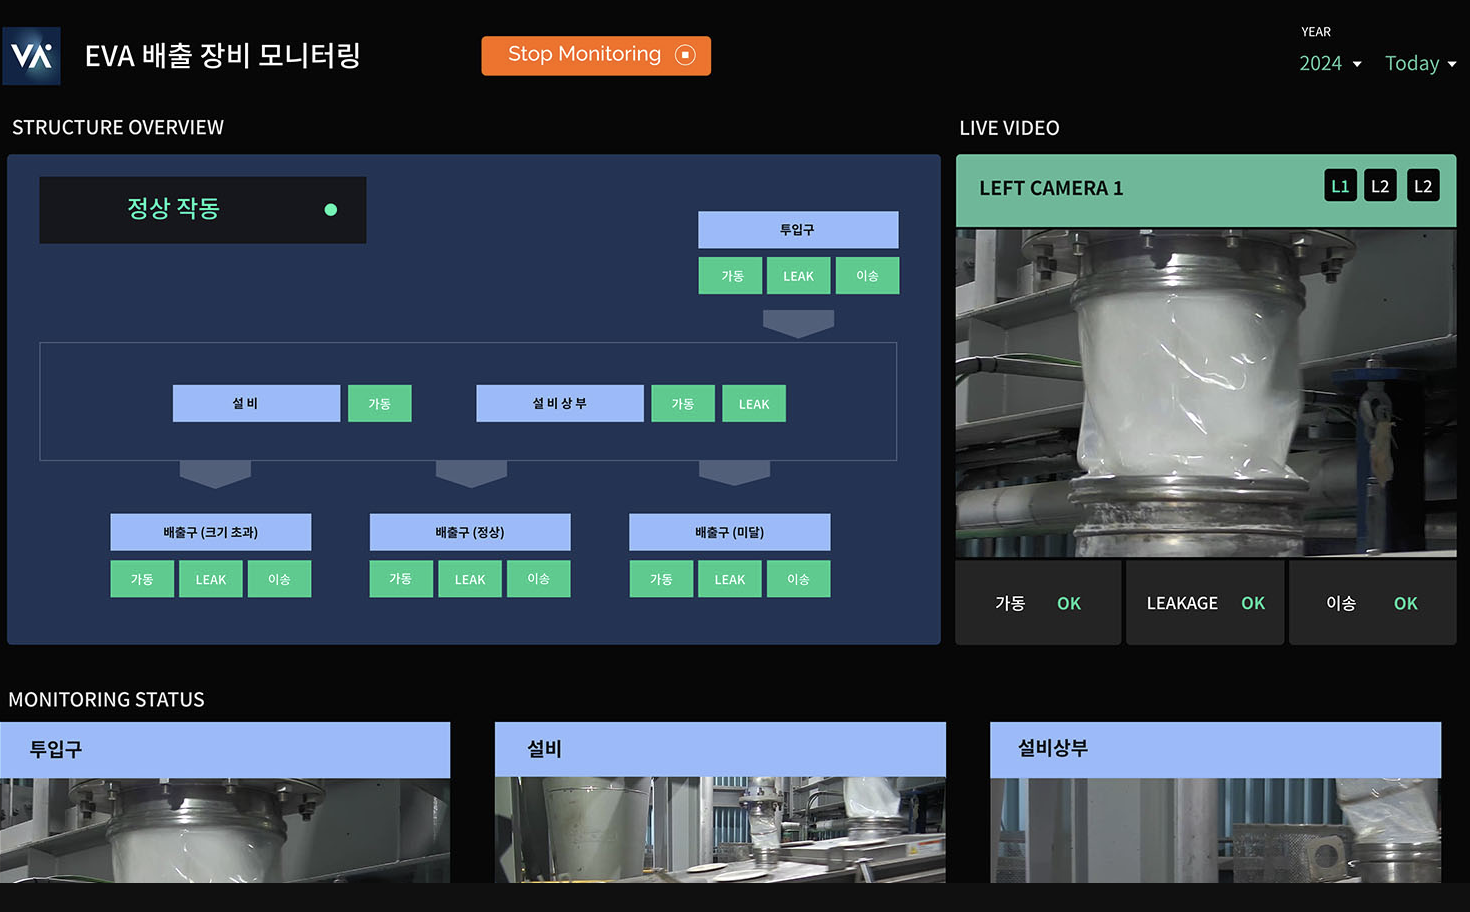 VA
EVA 배출 장비 모니터링
Stop Monitoring
YEAR
2024
Today
STRUCTURE OVERVIEW
정상 작동
투입구
가동 LEAK 이송
설 비 가동
설 비 상 부 가동 LEAK
배출구 (크기 초과)
가동 LEAK 이송
배출구 (정상)
가동 LEAK 이송
배출구 (미달)
가동 LEAK 이송
LIVE VIDEO
LEFT CAMERA 1
L1 L2 L2
가동 OK
LEAKAGE OK
이송 OK
MONITORING STATUS
투입구
설비
설비상부